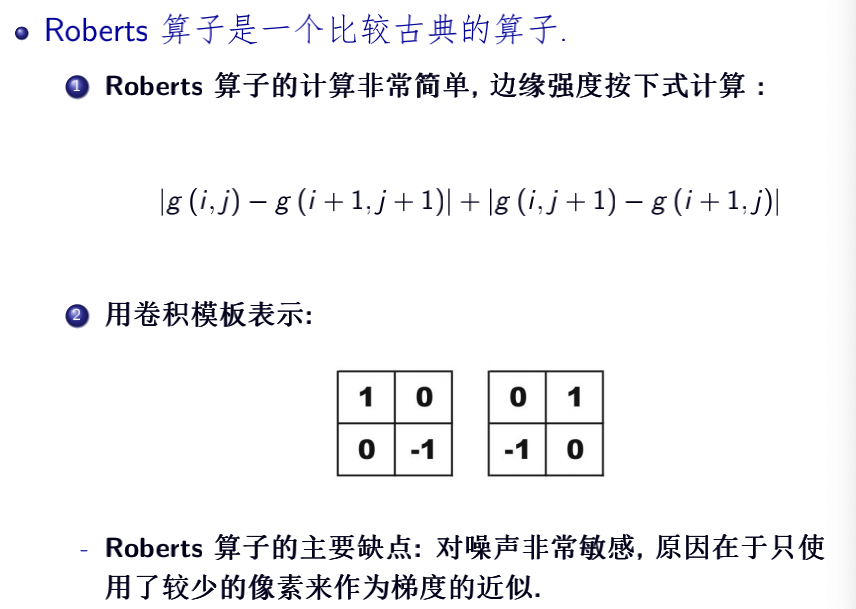 Roberts 算子是一个比较古典的算子.
1 Roberts 算子的计算非常简单, 边缘强度按下式计算：
|g (i,j) − g (i + 1, j + 1)| + |g (i,j + 1) − g (i + 1, j)|
2 用卷积模板表示:
1 0 0 1
0 -1 -1 0
- Roberts 算子的主要缺点: 对噪声非常敏感, 原因在于只使
用了较少的像素来作为梯度的近似.